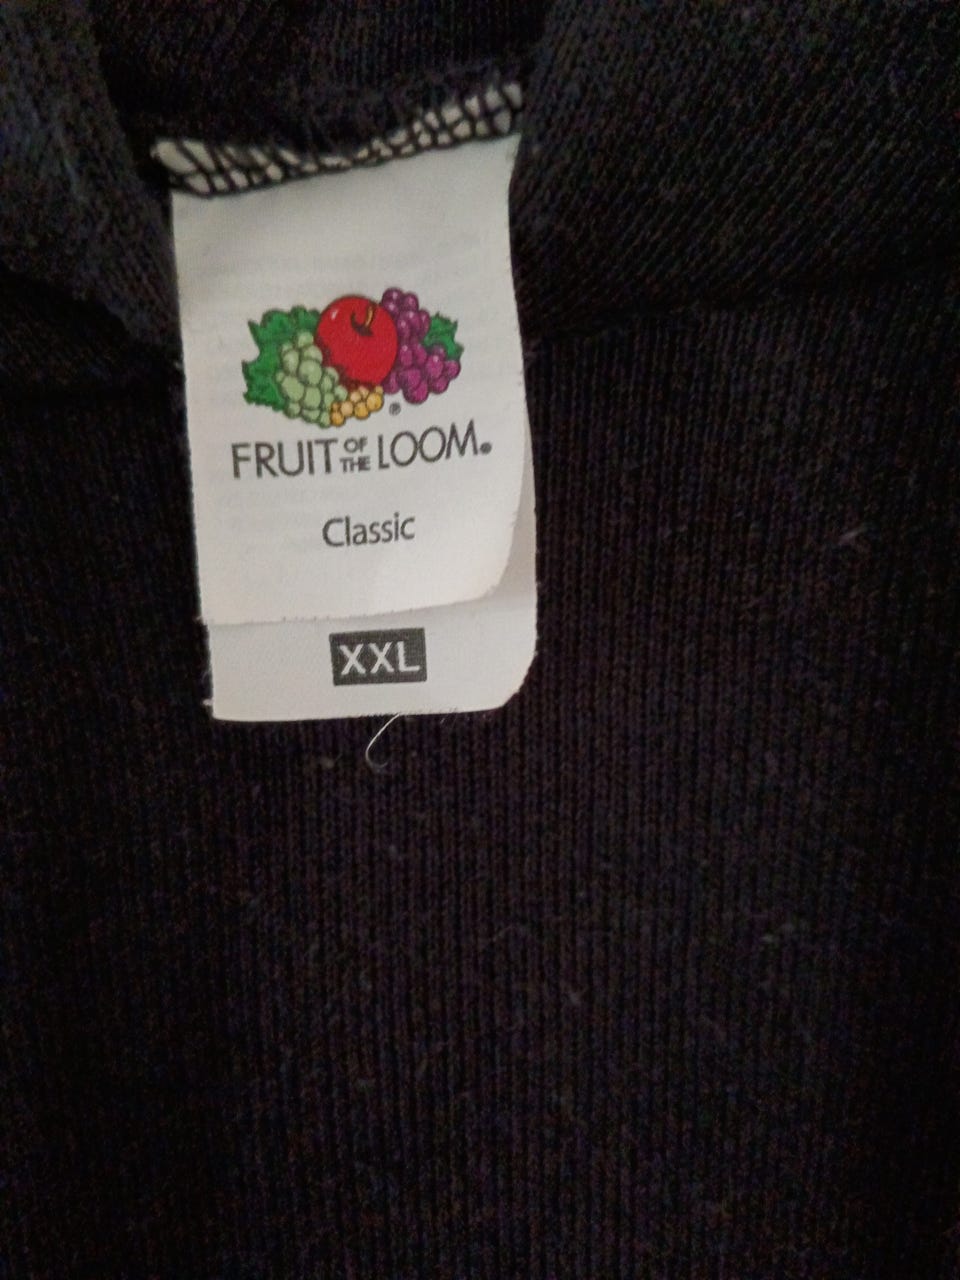 ®
FRUIT OF THE LOOM®
Classic
XXL